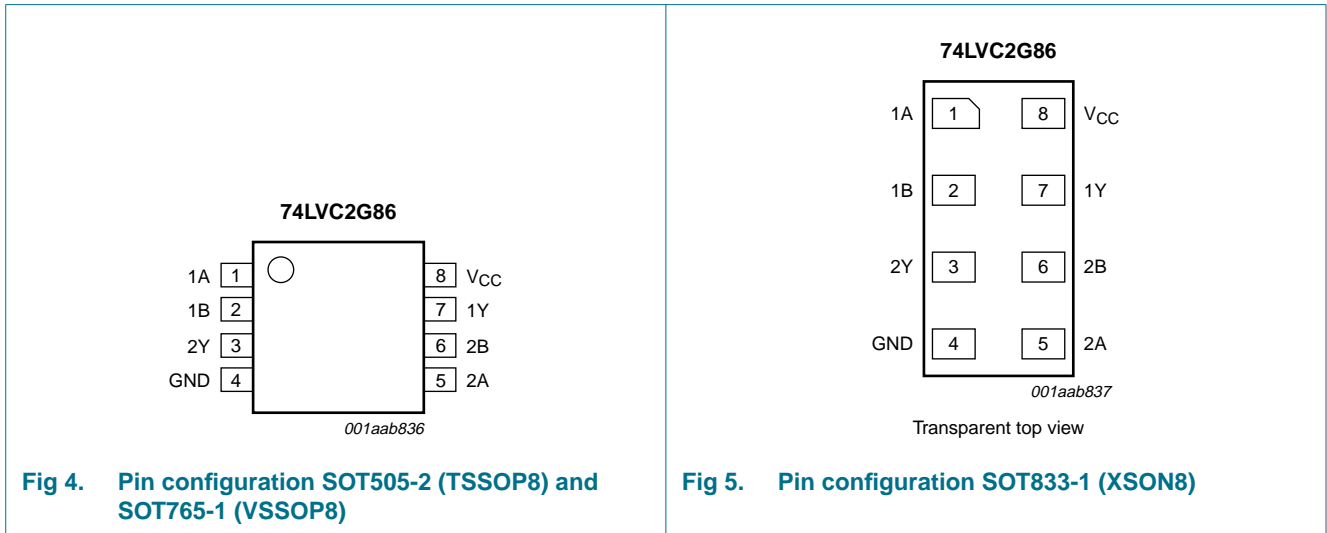 74LVC2G86
1A 1 8 VCC
1B 2 7 1Y
2Y 3 6 2B
GND 4 5 2A
001aab836
Fig 4. Pin configuration SOT505-2 (TSSOP8) and
SOT765-1 (VSSOP8)
74LVC2G86
1A 1 8 VCC
1B 2 7 1Y
2Y 3 6 2B
GND 4 5 2A
001aab837
Transparent top view
Fig 5. Pin configuration SOT833-1 (XSON8)